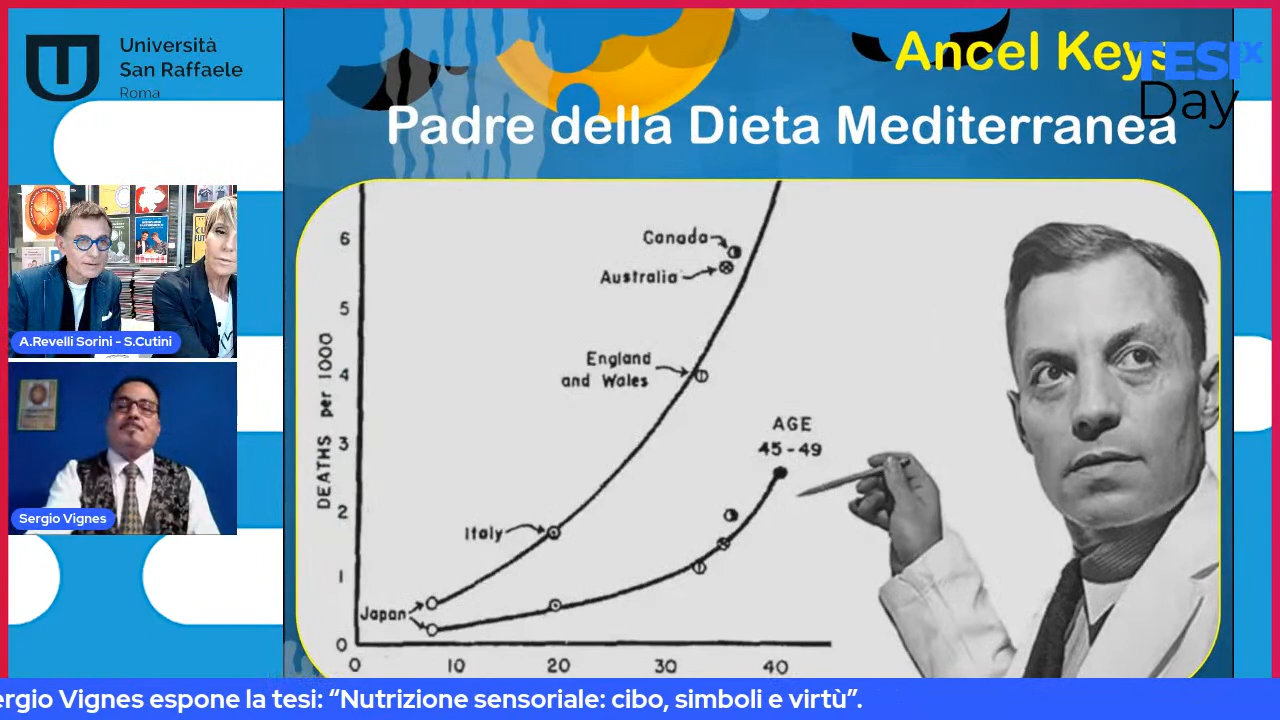 Università
San Raffaele
Roma
Ancel Keys
TESIX
Day
Padre della Dieta Mediterranea
A.Revelli Sorini - S.Cutini
Sergio Vignes
DEATHS per 1000
6
5
4
3
2
1
0
Canada
Australia
England
and Wales
AGE
45-49
Italy
Japan
0 10 20 30 40
ergio Vignes espone la tesi: “Nutrizione sensoriale: cibo, simboli e virtù”.